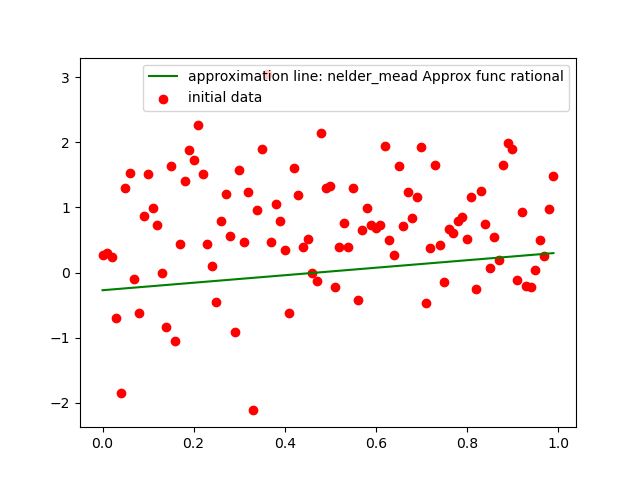 approximation line: nelder_mead Approx func rational
initial data
3
2
1
0
−1
−2
0.0 0.2 0.4 0.6 0.8 1.0